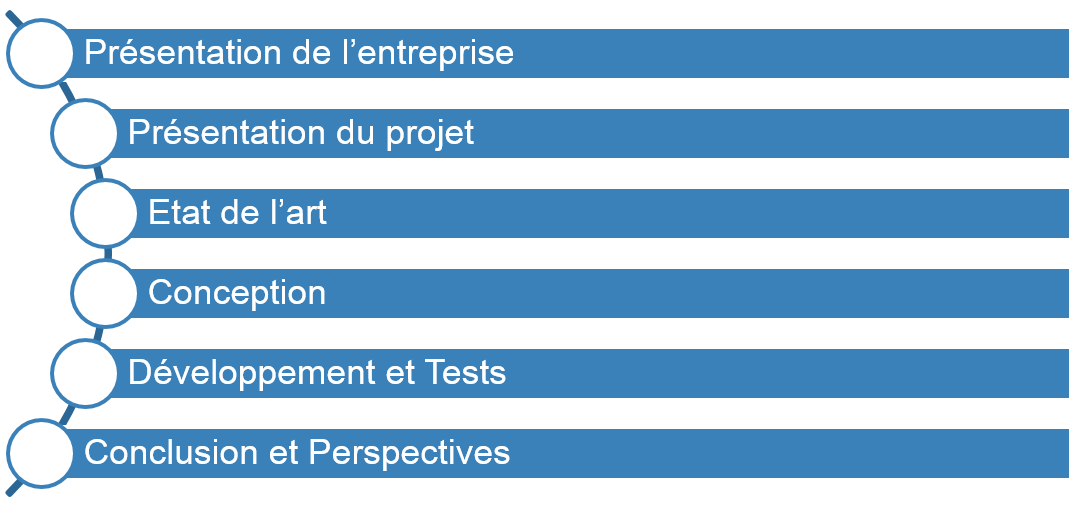 Présentation de l’entreprise
Présentation du projet
Etat de l’art
Conception
Développement et Tests
Conclusion et Perspectives